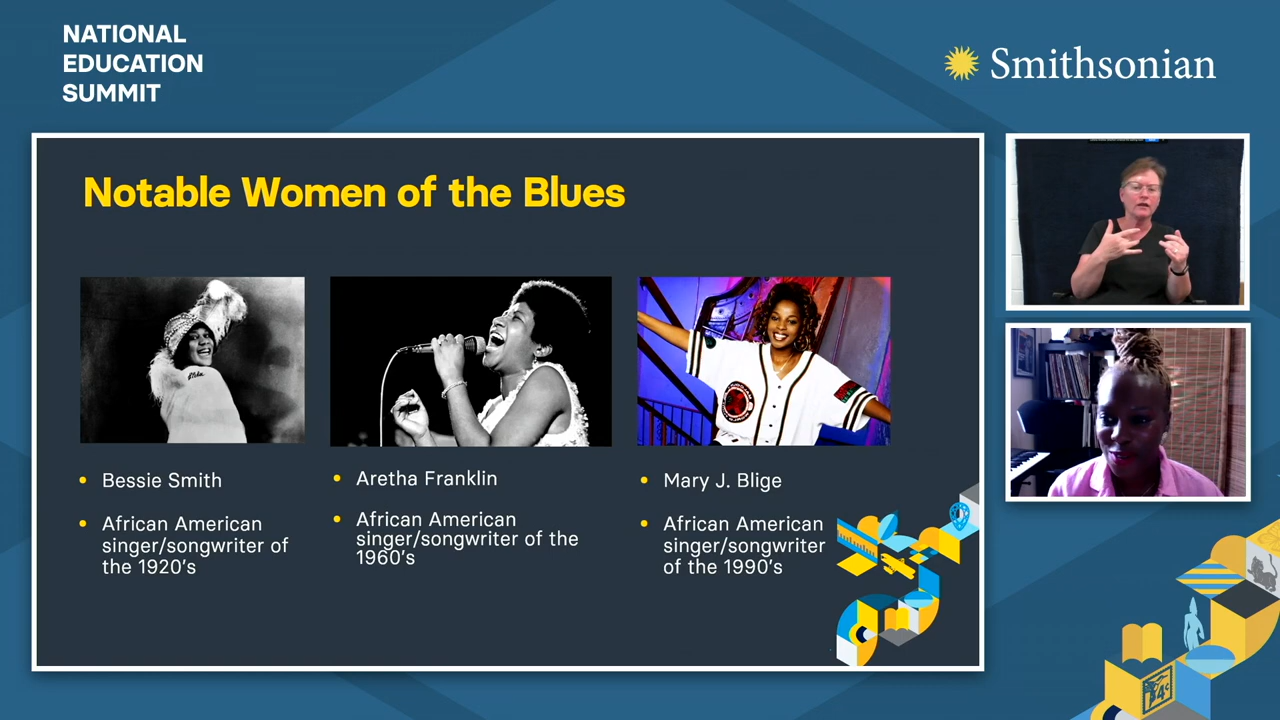 NATIONAL
EDUCATION
SUMMIT
Smithsonian
Notable Women of the Blues
• Bessie Smith
• African American
singer/songwriter of
the 1920's
• Aretha Franklin
• African American
singer/songwriter of the
1960's
• Mary J. Blige
• African American
singer/songwriter
of the 1990's